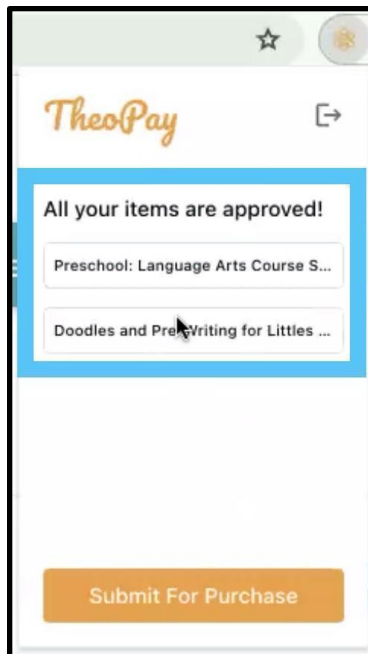 TheoPay
All your items are approved!
Preschool: Language Arts Course S...
Doodles and Pre-Writing for Littles ...
Submit For Purchase